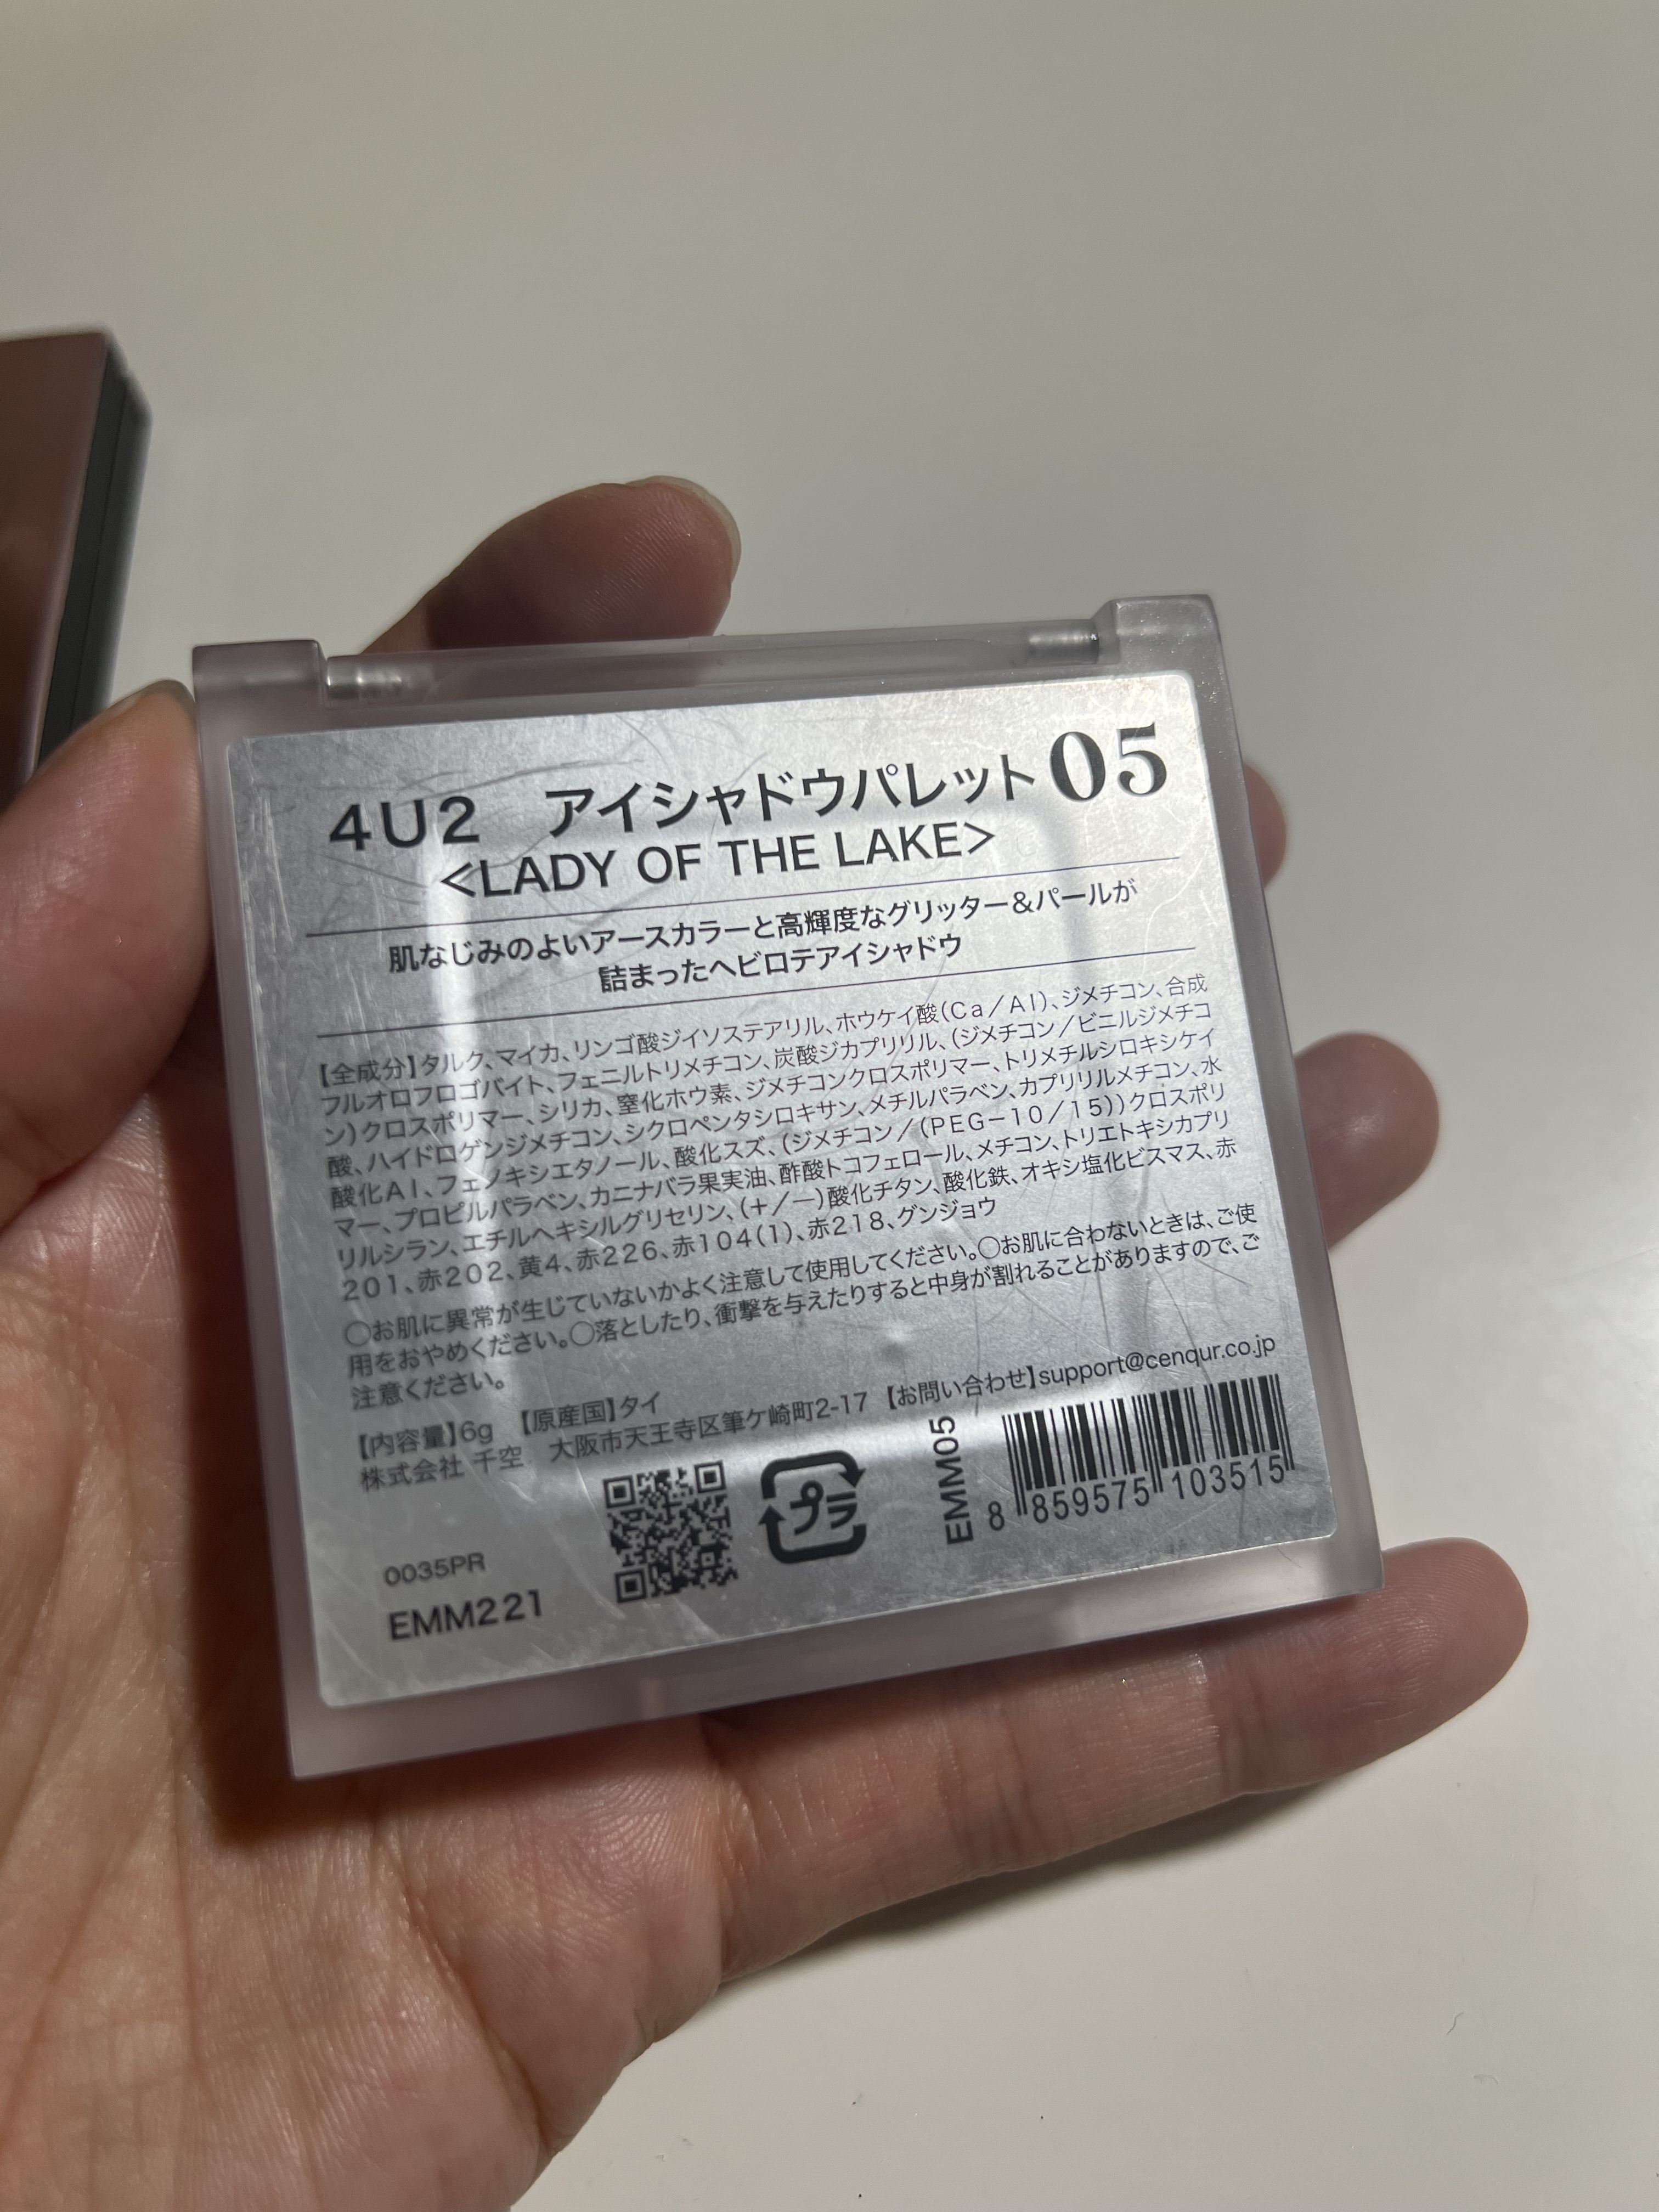 4U2 アイシャドウパレット 05
<LADY OF THE LAKE>
肌なじみのよいアースカラーと高輝度なグリッター&パールが
詰まったヘビロテアイシャドウ
【全成分】タルク、マイカ、リンゴ酸ジイソステアリル、ホウケイ酸(Ca/Al)、ジメチコン、合成
フルオロフロゴパイト、フェニルトリメチコン、炭酸ジカプリリル、(ジメチコン/ビニルジメチコ
ン)クロスポリマー、シリカ、窒化ホウ素、ジメチコンクロスポリマー、トリメチルシロキシケイ
酸、ハイドロゲンジメチコン、シクロペンタシロキサン、メチルパラベン、カプリリルメチコン、水
酸化Al、フェノキシエタノール、酸化スズ、(ジメチコン/(PEG-10/15))クロスポリ
マー、プロピルパラベン、カニナバラ果実油、酢酸トコフェロール、メチコン、トリエトキシカプリ
リルシラン、エチルヘキシルグリセリン、(+/-)酸化チタン、酸化鉄、オキシ塩化ビスマス、赤
201、赤202、黄4、赤226、赤104(1)、赤218、グンジョウ
○お肌に異常が生じていないかよく注意して使用してください。○お肌に合わないときは、ご使
用をおやめください。○落としたり、衝撃を与えたりすると中身が割れることがありますので、ご
注意ください。
【内容量】6g 【原産国】タイ
株式会社 千空 大阪市天王寺区筆ケ崎町2-17 【お問い合わせ】support@cenqur.co.jp
プラ
EMM05
8 859575 103515
0035PR
EMM221